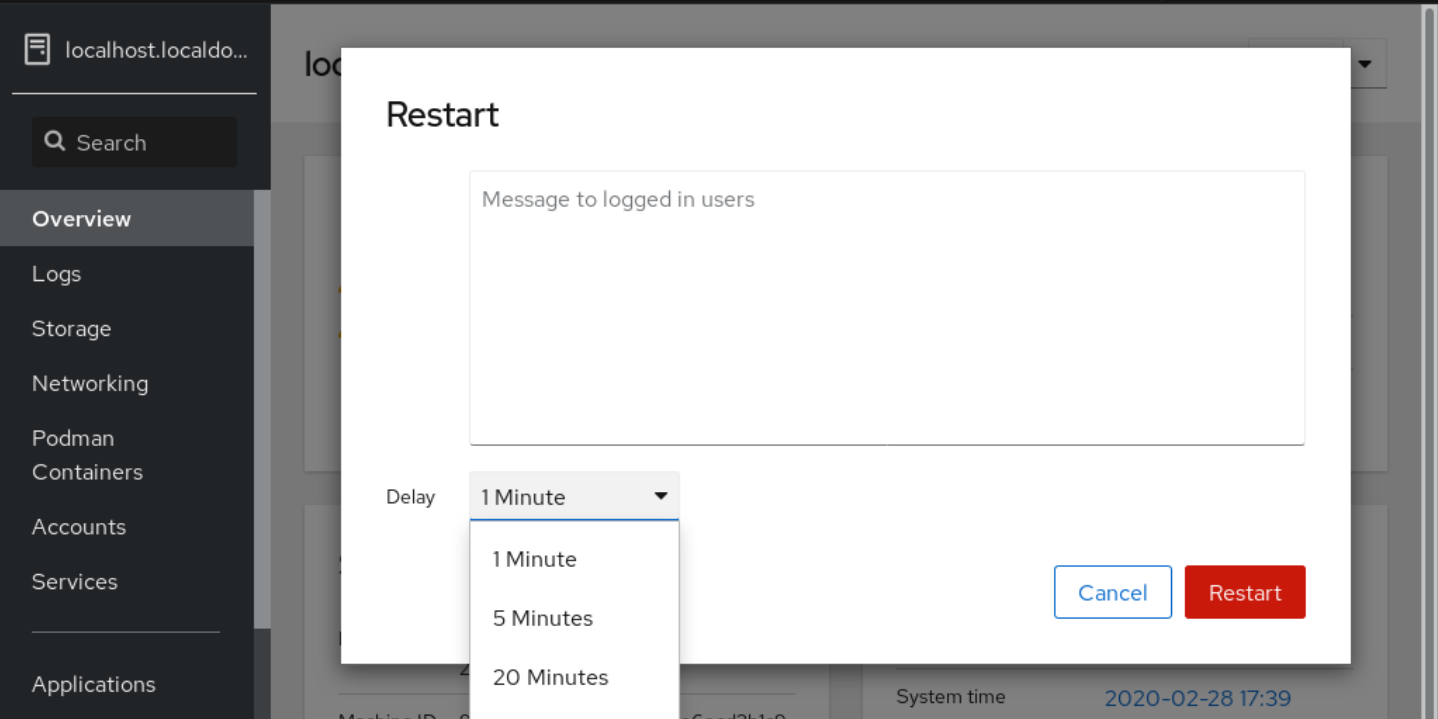 localhost.localdo...
Search
Overview
Logs
Storage
Networking
Podman
Containers
Accounts
Services
Applications
loc
Restart
Message to logged in users
Delay
1 Minute
1 Minute
5 Minutes
20 Minutes
Cancel
Restart
System time 2020-02-28 17:39
Machine ID